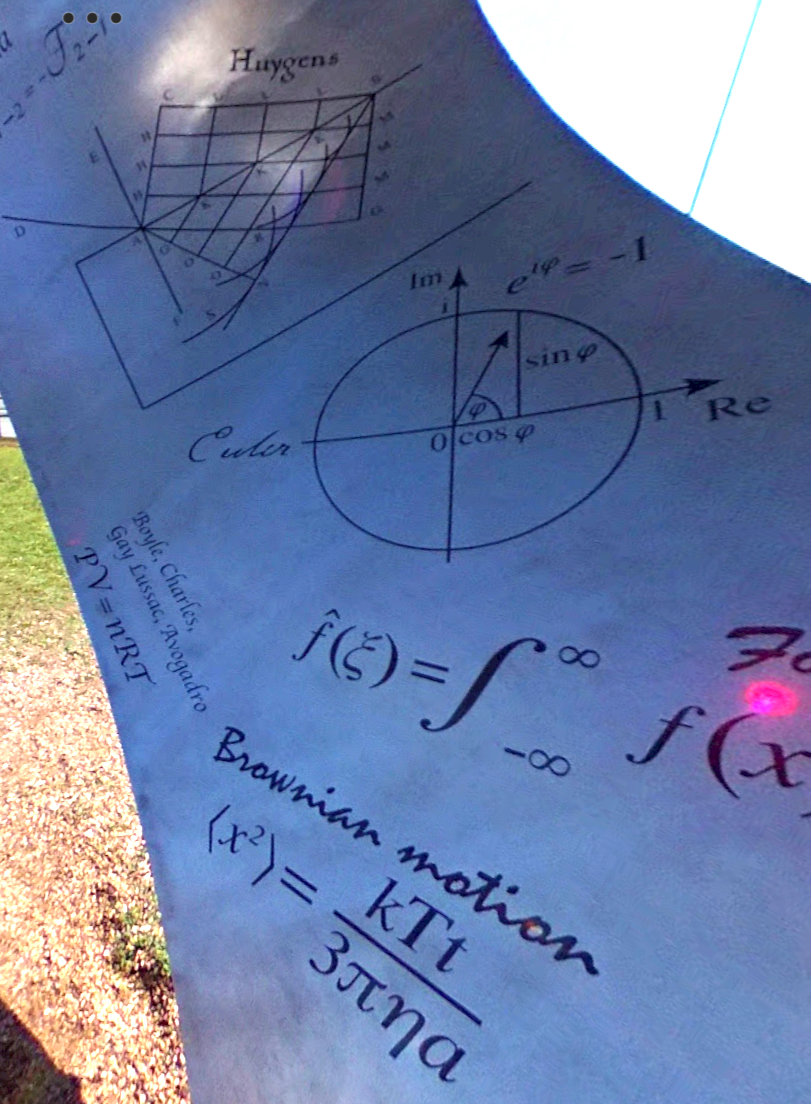 Huygens
C L L L B
H K M
H K M
H K M
E
D A R G
O O O
F S N
Im e^{iφ} = -1
i
sin φ
φ
1 Re
Euler 0 cos φ
Boyle, Charles,
Gay Lussac, Avogadro
PV = nRT
f̂(ξ) = ∫_{-∞}^{∞} f(x
Brownian motion
⟨x²⟩ = kTt
3πηa